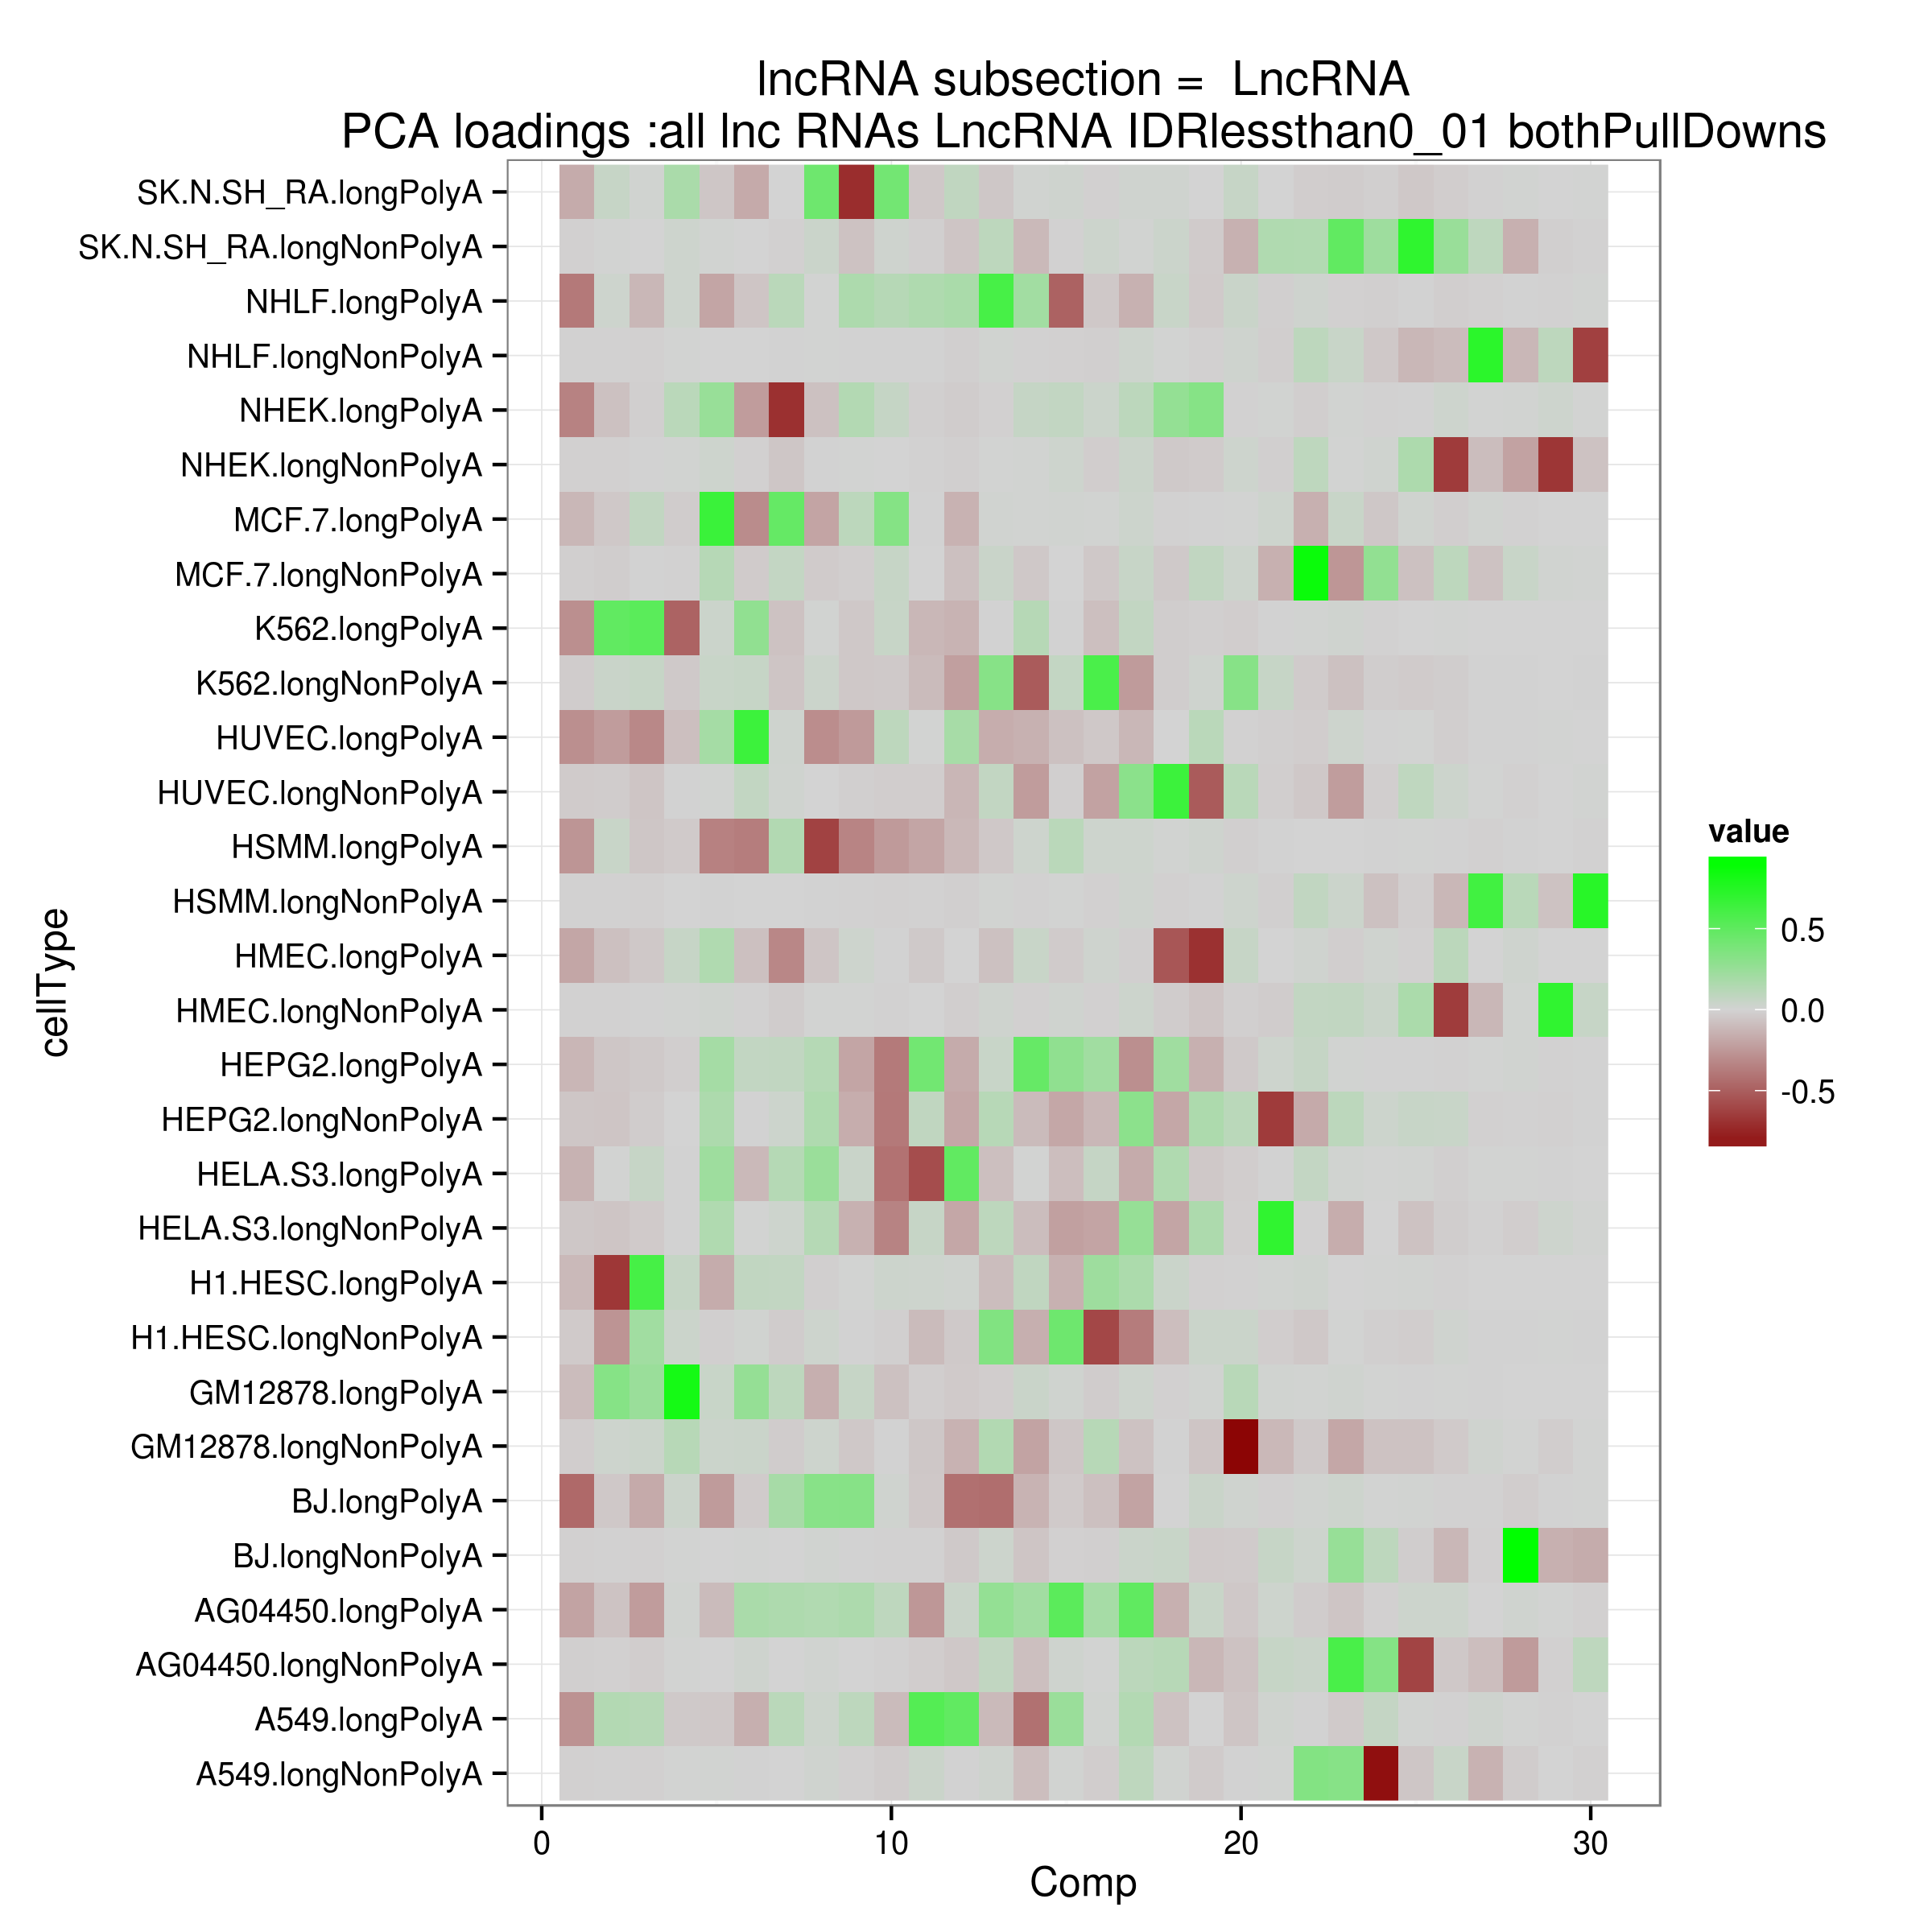 lncRNA subsection =  LncRNA
PCA loadings :all lnc RNAs LncRNA IDRlessthan0_01 bothPullDowns
SK.N.SH_RA.longPolyA
SK.N.SH_RA.longNonPolyA
NHLF.longPolyA
NHLF.longNonPolyA
NHEK.longPolyA
NHEK.longNonPolyA
MCF.7.longPolyA
MCF.7.longNonPolyA
K562.longPolyA
K562.longNonPolyA
HUVEC.longPolyA
HUVEC.longNonPolyA
HSMM.longPolyA
HSMM.longNonPolyA
HMEC.longPolyA
HMEC.longNonPolyA
HEPG2.longPolyA
HEPG2.longNonPolyA
HELA.S3.longPolyA
HELA.S3.longNonPolyA
H1.HESC.longPolyA
H1.HESC.longNonPolyA
GM12878.longPolyA
GM12878.longNonPolyA
BJ.longPolyA
BJ.longNonPolyA
AG04450.longPolyA
AG04450.longNonPolyA
A549.longPolyA
A549.longNonPolyA
cellType
0 10 20 30
Comp
value
0.5
0.0
-0.5